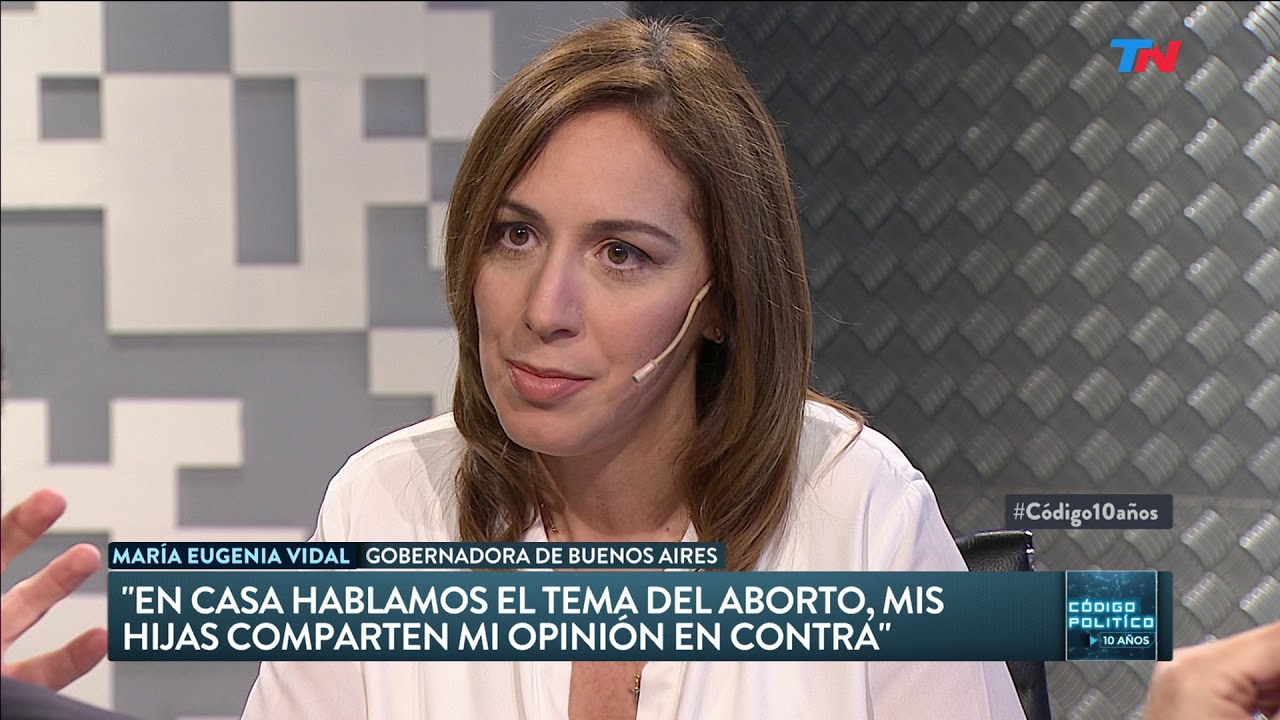 TN
#Código10años
MARÍA EUGENIA VIDAL GOBERNADORA DE BUENOS AIRES
"EN CASA HABLAMOS EL TEMA DEL ABORTO, MIS
HIJAS COMPARTEN MI OPINIÓN EN CONTRA"
CÓDIGO
POLÍTICO
10 AÑOS